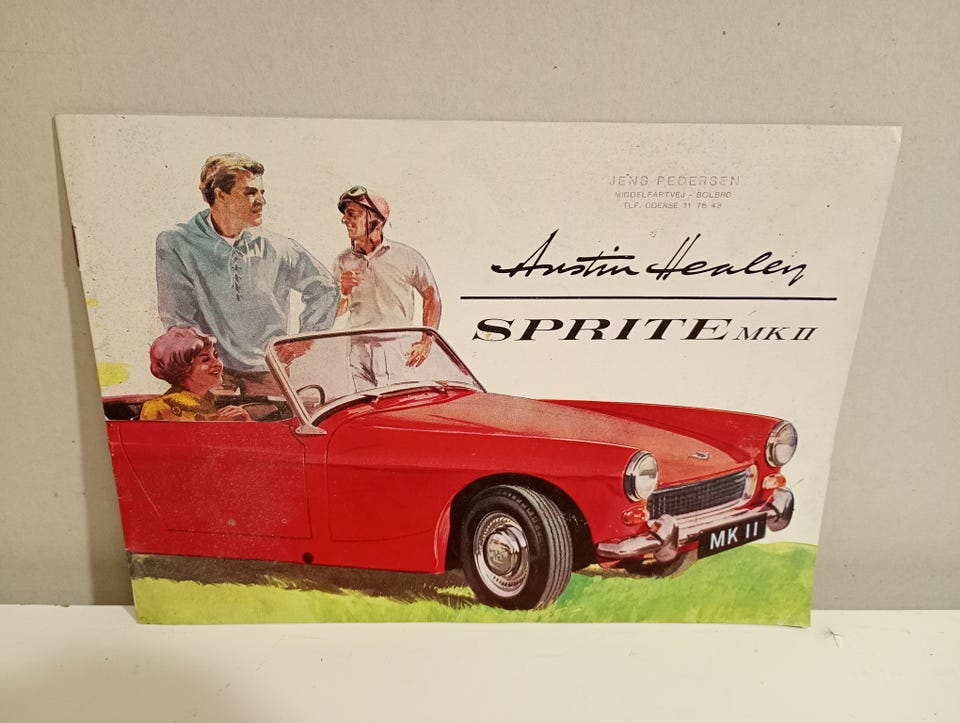 JENS PEDERSEN
MIDDELFARTVEJ - BOLBRO
TLF. ODENSE 11 76 43
Austin Healey
SPRITE MK II
MK II